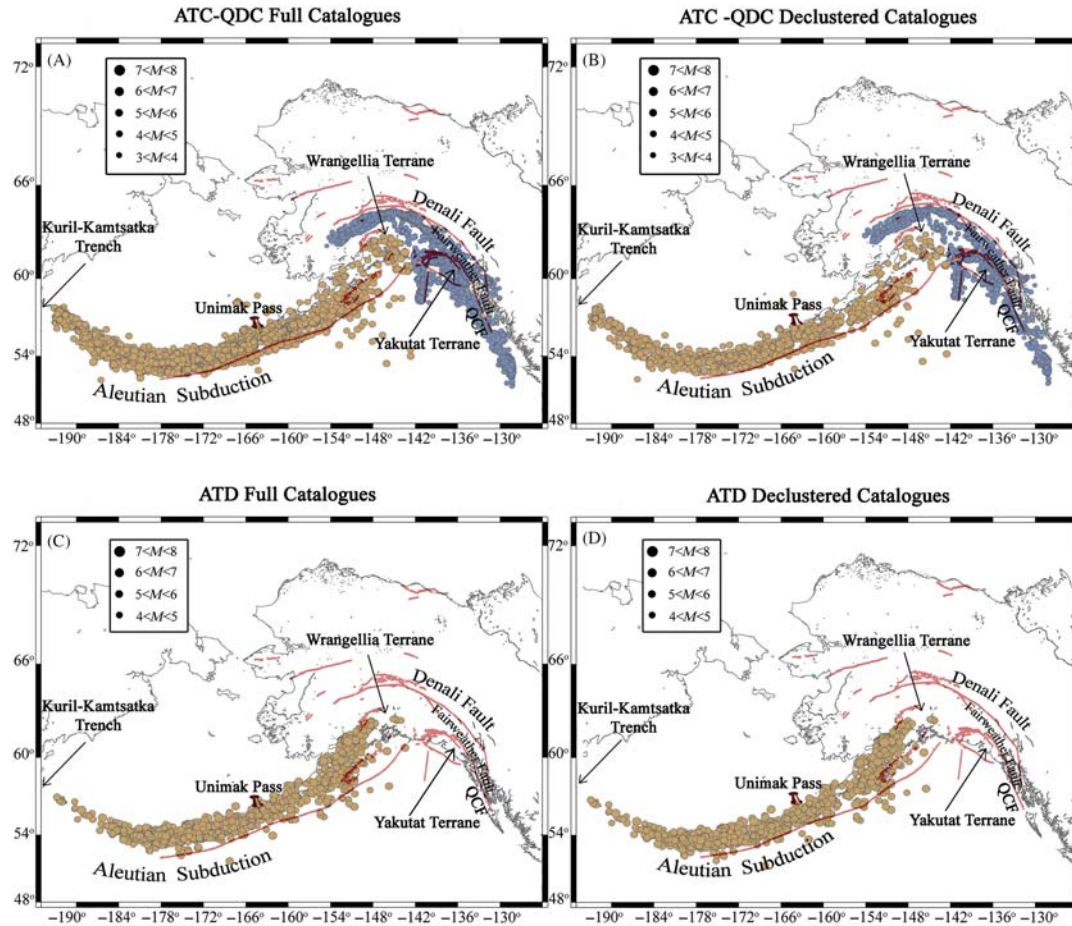 ATC-QDC Full Catalogues
(A)
7<M<8
6<M<7
5<M<6
4<M<5
3<M<4
72°
66°
60°
54°
48°
Wrangellia Terrane
Denali Fault
Fairweather Fault
Kuril-Kamtsatka
Trench
Unimak Pass
QCF
Yakutat Terrane
Aleutian Subduction
−190° −184° −178° −172° −166° −160° −154° −148° −142° −136° −130°
ATC -QDC Declustered Catalogues
(B)
7<M<8
6<M<7
5<M<6
4<M<5
3<M<4
72°
66°
60°
54°
48°
Wrangellia Terrane
Denali Fault
Fairweather Fault
Kuril-Kamtsatka
Trench
Unimak Pass
QCF
Yakutat Terrane
Aleutian Subduction
−190° −184° −178° −172° −166° −160° −154° −148° −142° −136° −130°
ATD Full Catalogues
(C)
7<M<8
6<M<7
5<M<6
4<M<5
72°
66°
60°
54°
48°
Wrangellia Terrane
Denali Fault
Fairweather Fault
Kuril-Kamtsatka
Trench
Unimak Pass
QCF
Yakutat Terrane
Aleutian Subduction
−190° −184° −178° −172° −166° −160° −154° −148° −142° −136° −130°
ATD Declustered Catalogues
(D)
7<M<8
6<M<7
5<M<6
4<M<5
72°
66°
60°
54°
48°
Wrangellia Terrane
Denali Fault
Fairweather Fault
Kuril-Kamtsatka
Trench
Unimak Pass
QCF
Yakutat Terrane
Aleutian Subduction
−190° −184° −178° −172° −166° −160° −154° −148° −142° −136° −130°